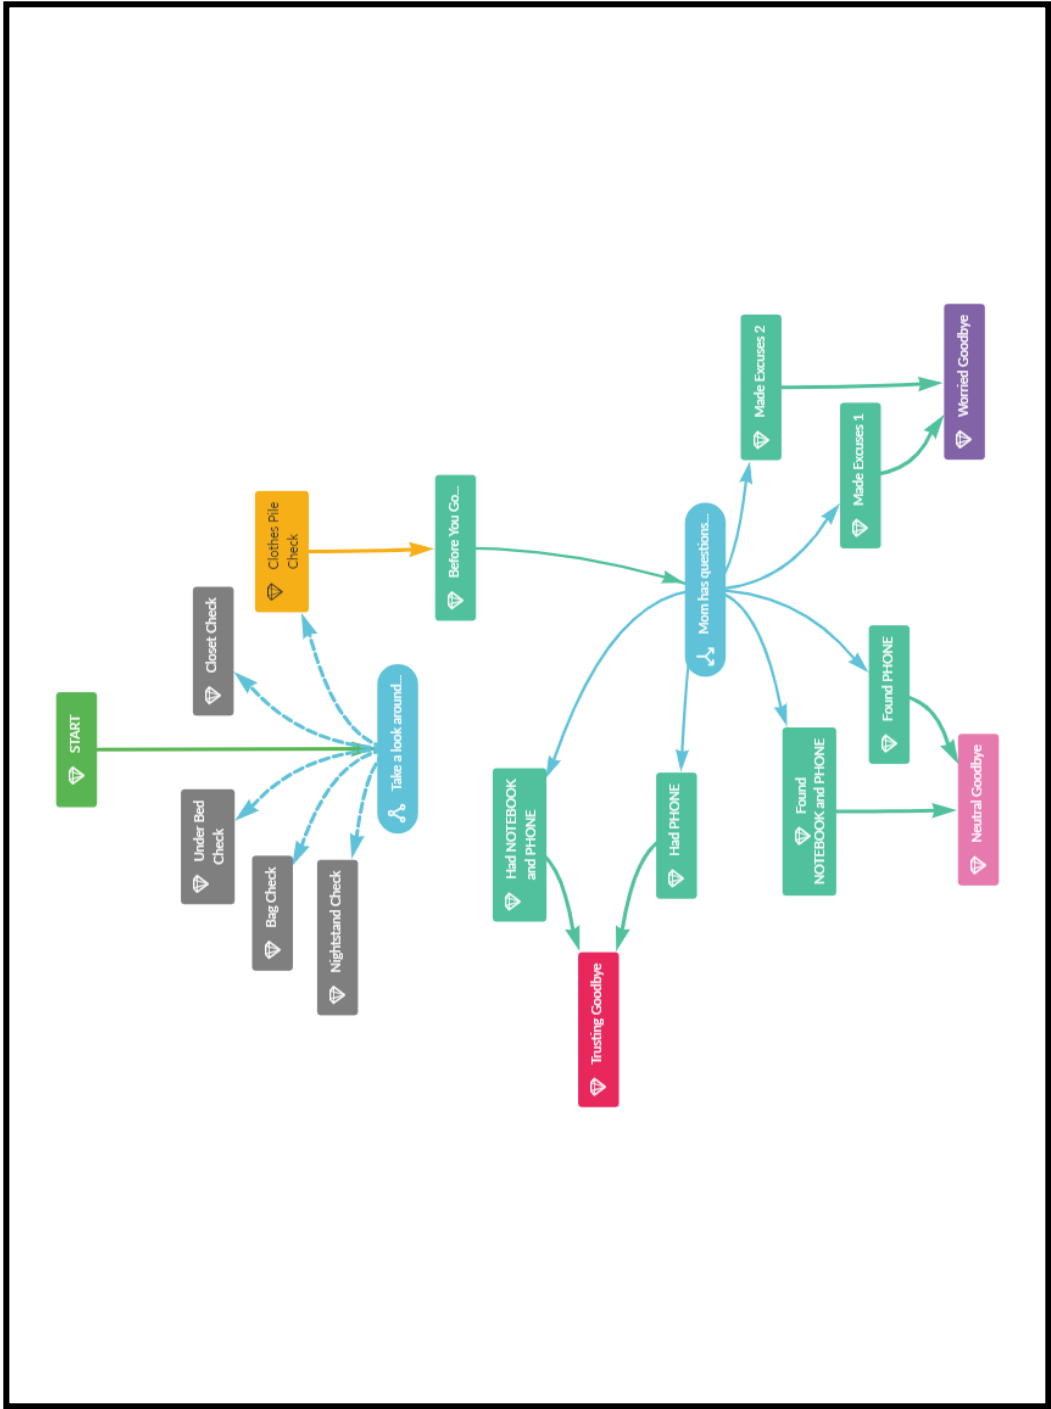 START
Closet Check
Under Bed
Check
Clothes Pile
Check
Bag Check
Nightstand Check
Take a look around...
Before You Go...
Mom has questions...
Had NOTEBOOK
and PHONE
Had PHONE
Trusting Goodbye
Made Excuses 2
Made Excuses 1
Worried Goodbye
Found
NOTEBOOK and PHONE
Found PHONE
Neutral Goodbye